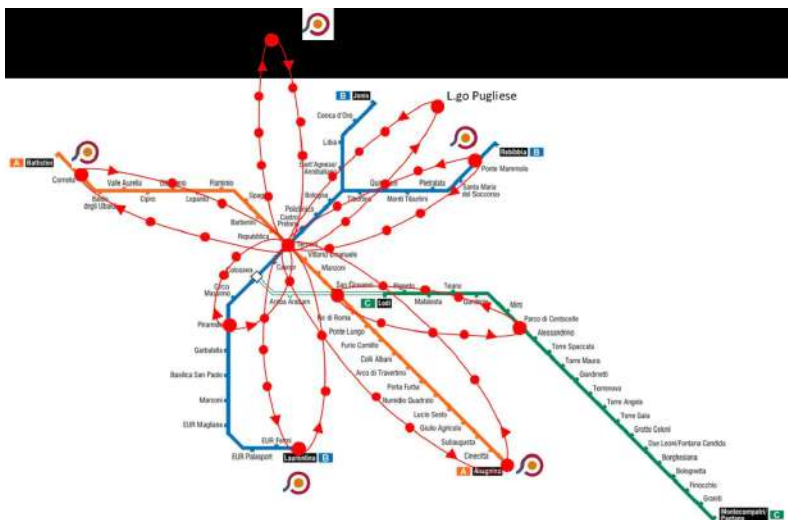 L.go Pugliese
B Jonio
Conca d'Oro
Libia
Sant'Agnese/
Annibaliano
Bologna
Policlinico
Castro
Pretorio
Rebibbia B
Ponte Mammolo
Santa Maria
del Soccorso
Pietralata
Monti Tiburtini
Tiburtina
A Battistini
Cornelia
Baldo
degli Ubaldi
Valle Aurelia
Cipro
Lepanto
Flaminio
Spagna
Barberini
Repubblica
Termini
Vittorio Emanuele
Manzoni
San Giovanni
Colosseo
Cavour
Circo
Massimo
Piramide
Garbatella
Basilica San Paolo
Marconi
EUR Magliana
EUR Palasport
EUR Fermi
Laurentina B
Amba Aradam
C Lodi
Pigneto
Malatesta
Teano
Gardenie
Mirti
Parco di Centocelle
Alessandrino
Torre Spaccata
Torre Maura
Giardinetti
Torrenova
Torre Angela
Torre Gaia
Grotte Celoni
Due Leoni/Fontana Candida
Borghesiana
Bolognetta
Finocchio
Graniti
Montecompatri/
Pantano C
Re di Roma
Ponte Lungo
Furio Camillo
Colli Albani
Arco di Travertino
Porta Furba
Numidio Quadrato
Lucio Sestio
Giulio Agricola
Subaugusta
Cinecittà
A Anagnina